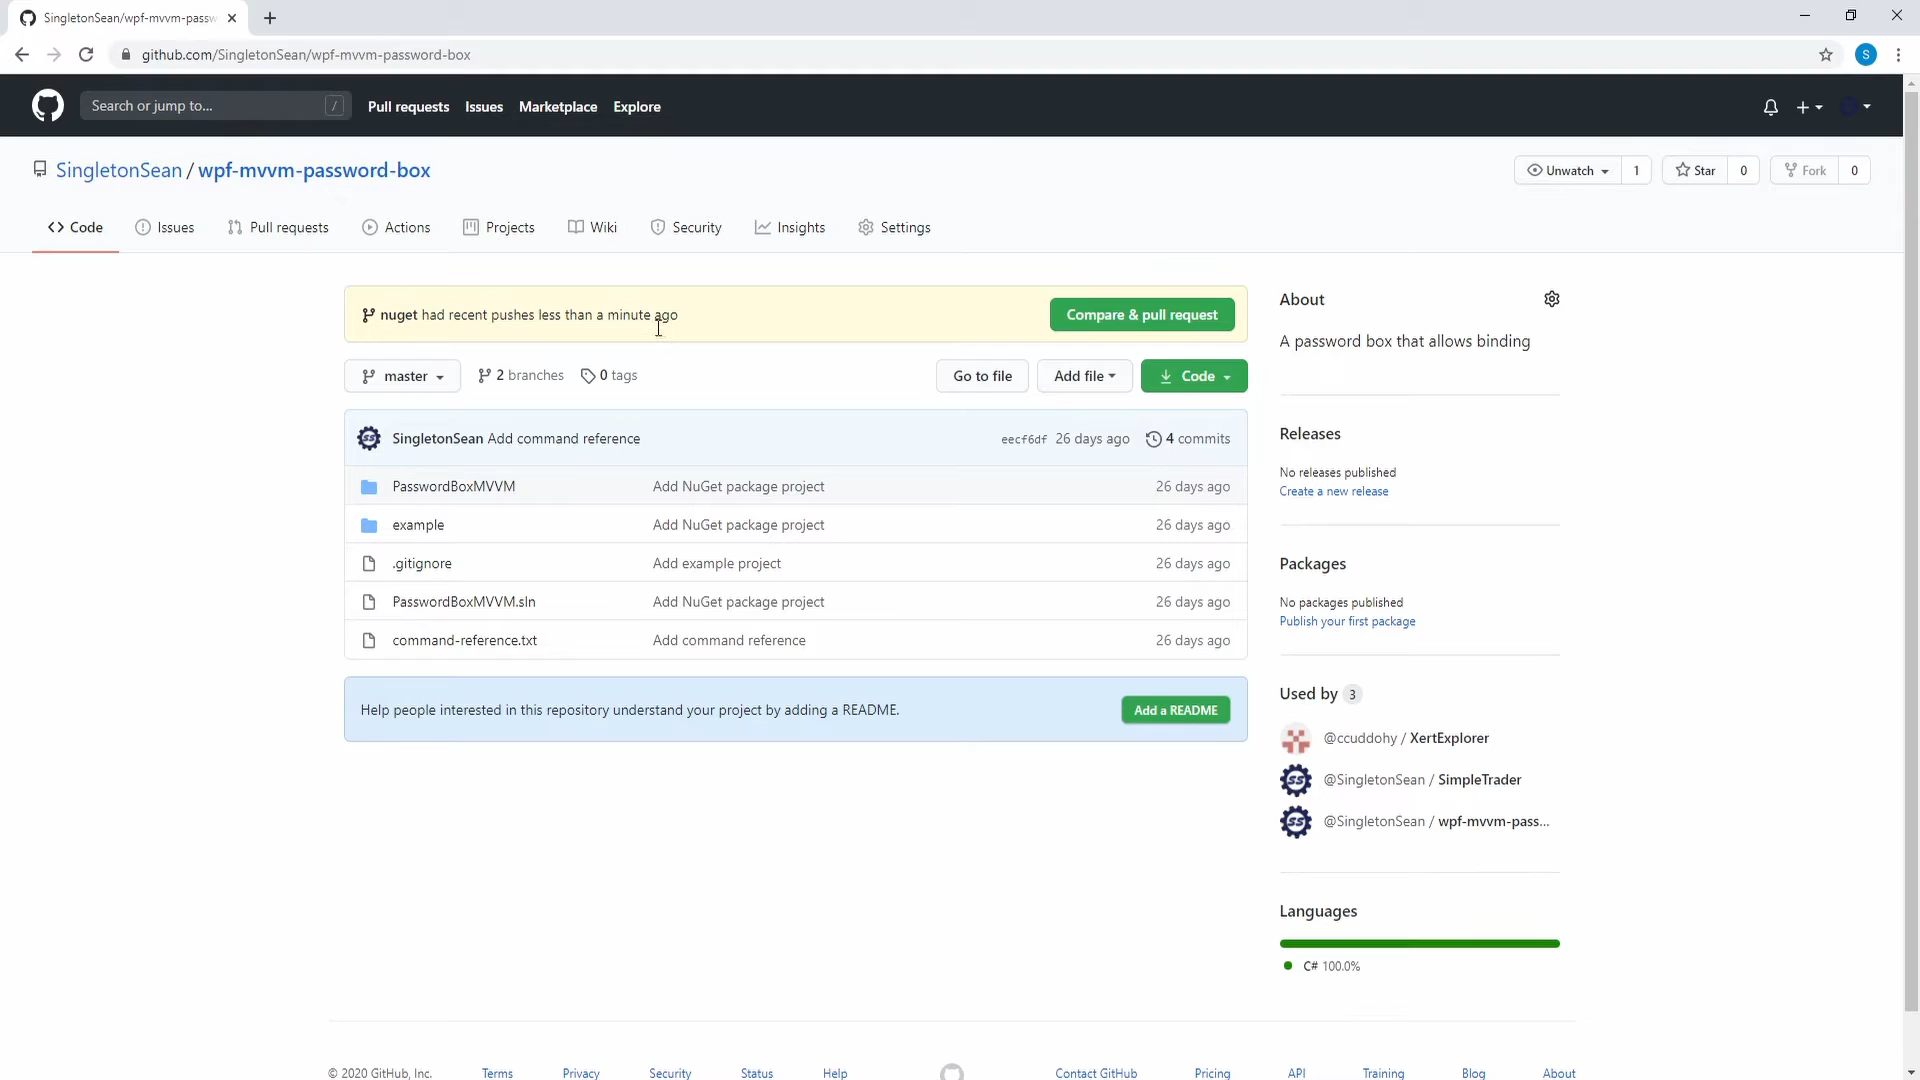 SingletonSean/wpf-mvvm-passw
github.com/SingletonSean/wpf-mvvm-password-box
S
Search or jump to... /
Pull requests Issues Marketplace Explore
SingletonSean / wpf-mvvm-password-box
Unwatch 1 Star 0 Fork 0
Code Issues Pull requests Actions Projects Wiki Security Insights Settings
nuget had recent pushes less than a minute ago
Compare & pull request
master 2 branches 0 tags
Go to file Add file Code
SingletonSean Add command reference eecf6df 26 days ago 4 commits
PasswordBoxMVVM Add NuGet package project 26 days ago
example Add NuGet package project 26 days ago
.gitignore Add example project 26 days ago
PasswordBoxMVVM.sln Add NuGet package project 26 days ago
command-reference.txt Add command reference 26 days ago
Help people interested in this repository understand your project by adding a README.
Add a README
About
A password box that allows binding
Releases
No releases published
Create a new release
Packages
No packages published
Publish your first package
Used by 3
@ccuddohy / XertExplorer
@SingletonSean / SimpleTrader
@SingletonSean / wpf-mvvm-pass...
Languages
C# 100.0%
© 2020 GitHub, Inc. Terms Privacy Security Status Help Contact GitHub Pricing API Training Blog About